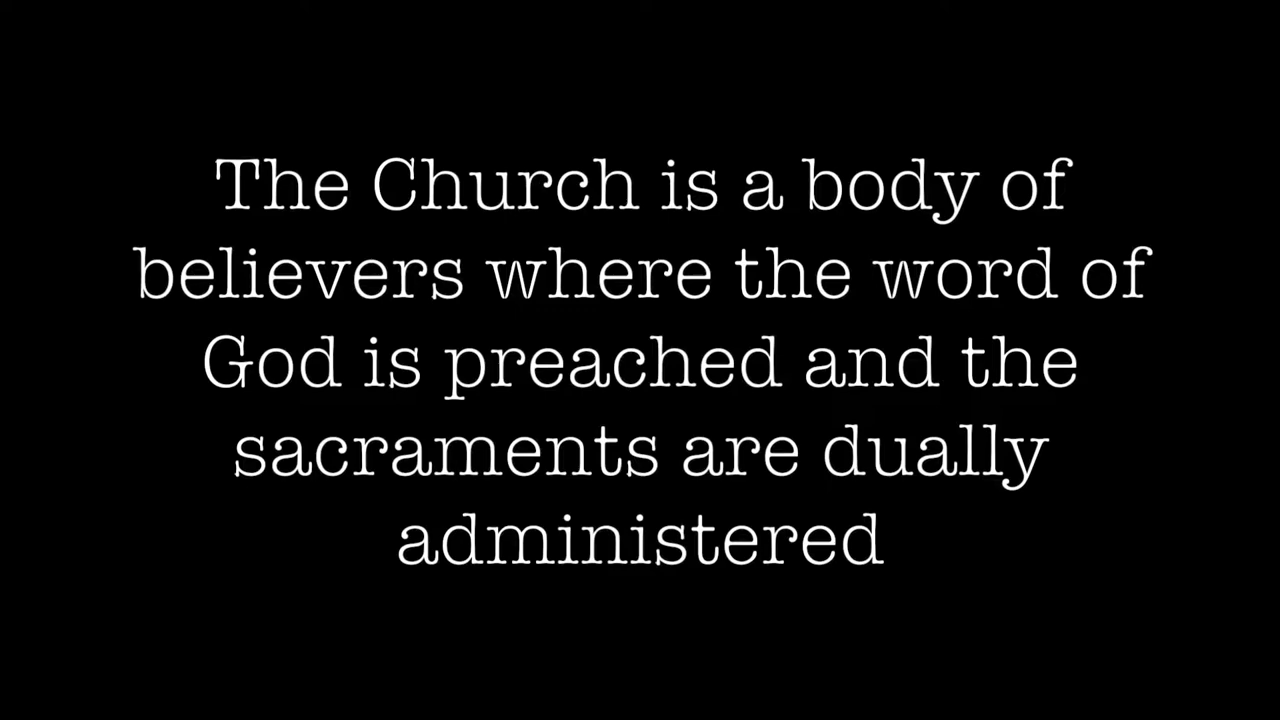 The Church is a body of
believers where the word of
God is preached and the
sacraments are dually
administered